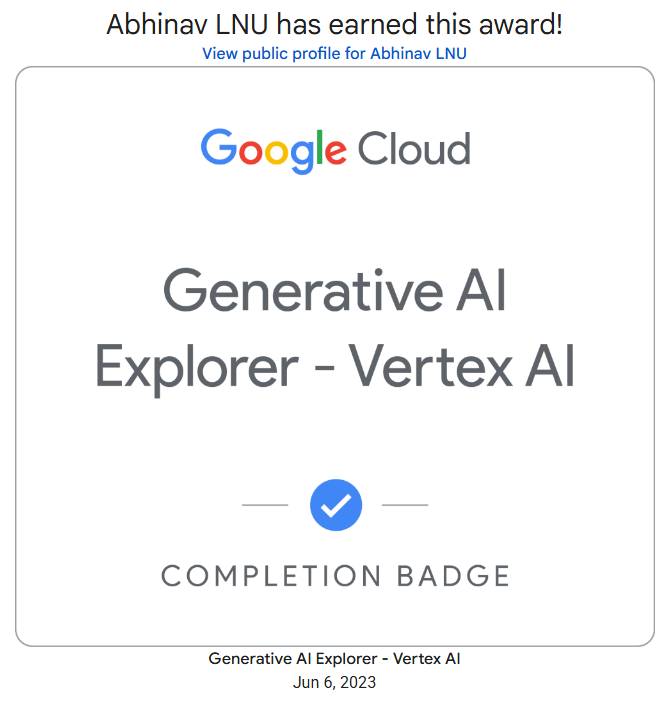 Abhinav LNU has earned this award!
View public profile for Abhinav LNU
Google Cloud
Generative AI
Explorer - Vertex AI
COMPLETION BADGE
Generative AI Explorer - Vertex AI
Jun 6, 2023